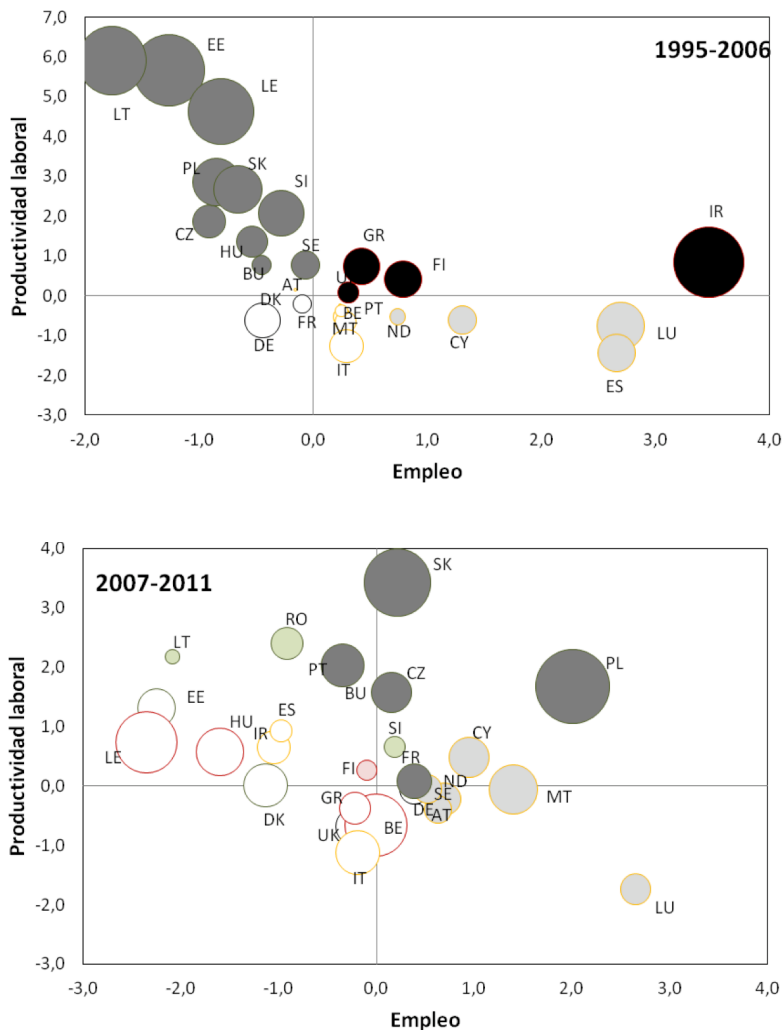 7,0
1995-2006
6,0
5,0
4,0
3,0
2,0
1,0
0,0
-1,0
-2,0
-3,0
Productividad laboral
EE
LE
LT
PL
SK
SI
CZ
HU
SE
BU
AT
DK
FR
DE
GR
FI
IR
U
PT
BE
MT
IT
ND
CY
LU
ES
-2,0 -1,0 0,0 1,0 2,0 3,0 4,0
Empleo
4,0
2007-2011
3,0
2,0
1,0
0,0
-1,0
-2,0
-3,0
Productividad laboral
SK
RO
LT
PT
BU
CZ
PL
EE
ES
HU
IR
LE
SI
CY
FI
FR
ND
DK
GR
DE
SE
MT
AT
UK
BE
IT
LU
-3,0 -2,0 -1,0 0,0 1,0 2,0 3,0 4,0
Empleo